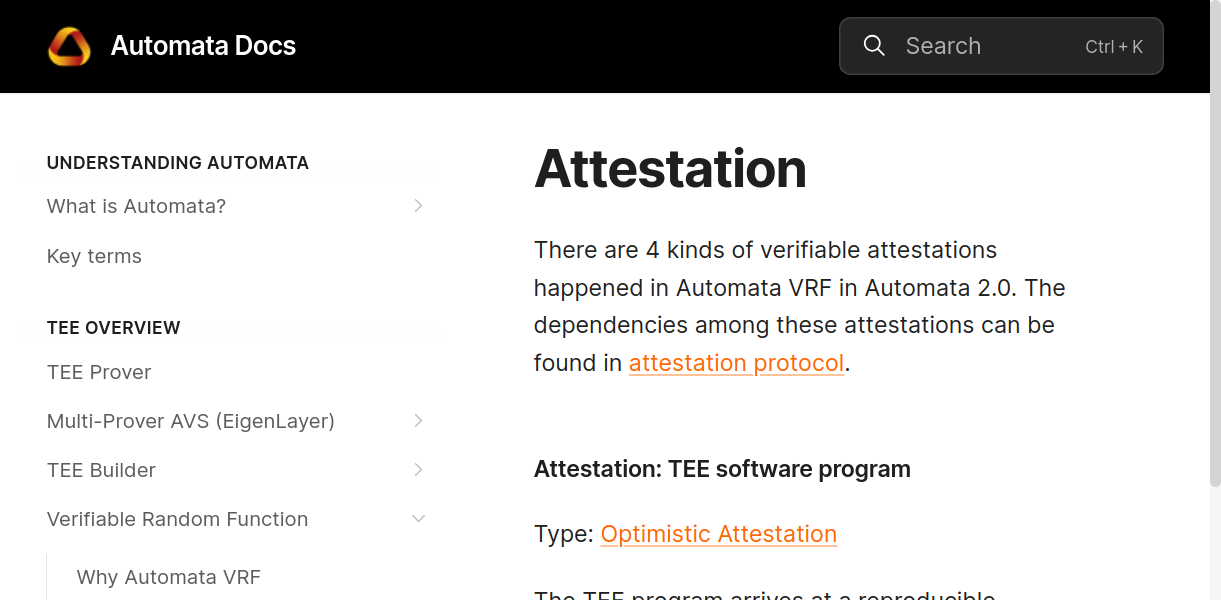 Automata Docs
Search
Ctrl + K
UNDERSTANDING AUTOMATA
What is Automata?
Key terms
TEE OVERVIEW
TEE Prover
Multi-Prover AVS (EigenLayer)
TEE Builder
Verifiable Random Function
Why Automata VRF
Attestation
There are 4 kinds of verifiable attestations
happened in Automata VRF in Automata 2.0. The
dependencies among these attestations can be
found in attestation protocol.
Attestation: TEE software program
Type: Optimistic Attestation
The TEE program arrives at a reproducible